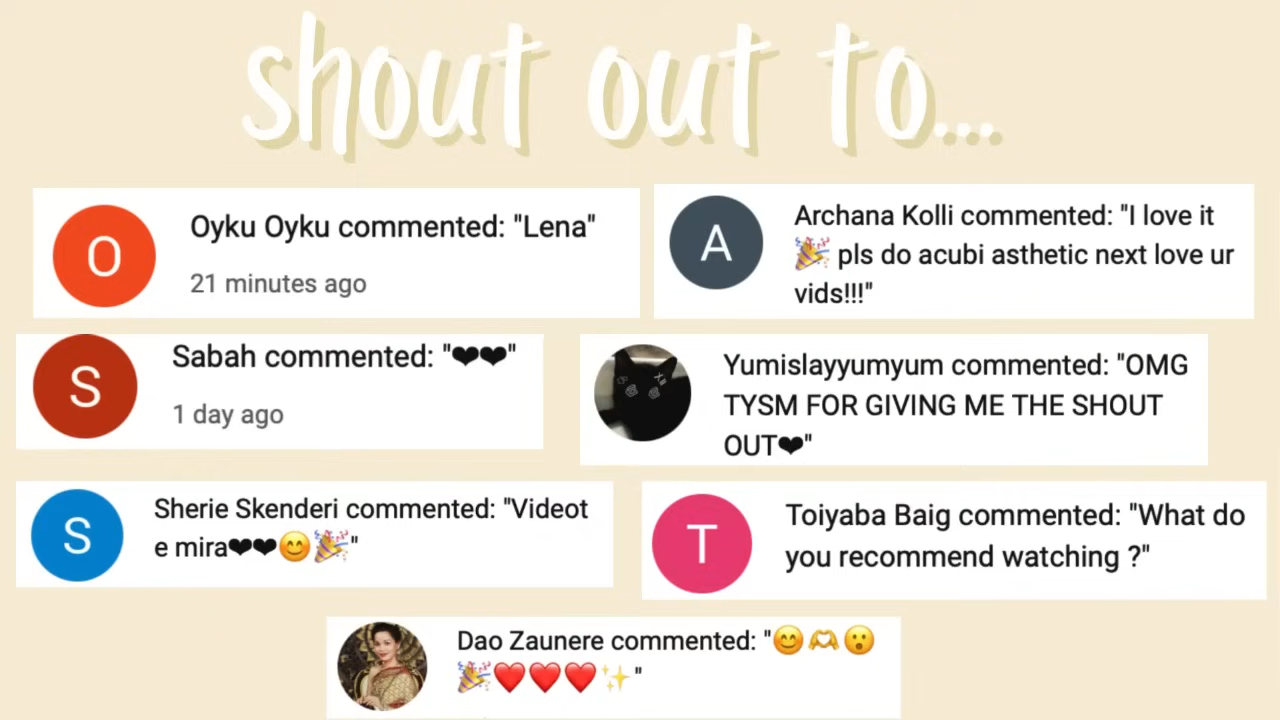 shout out to...
O
Oyku Oyku commented: "Lena"
21 minutes ago
A
Archana Kolli commented: "I love it
🎉 pls do acubi asthetic next love ur
vids!!!"
S
Sabah commented: "❤❤"
1 day ago
Yumislayyumyum commented: "OMG
TYSM FOR GIVING ME THE SHOUT
OUT❤"
S
Sherie Skenderi commented: "Videot
e mira❤❤😊🎉"
T
Toiyaba Baig commented: "What do
you recommend watching ?"
Dao Zaunere commented: "😊🫶😮
🎉❤️❤️❤️✨"